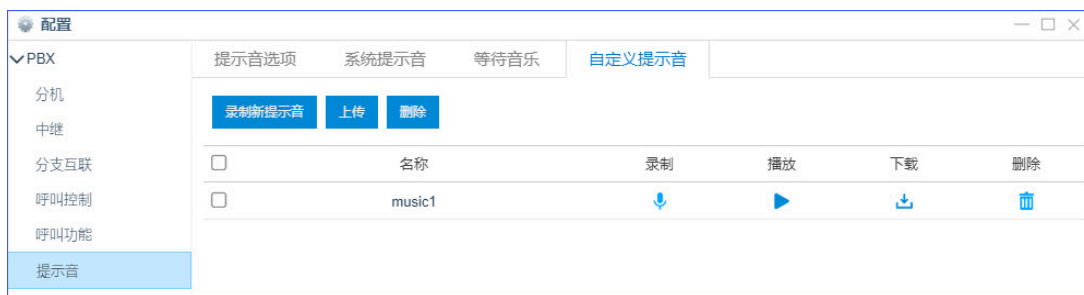 配置
PBX
分机
中继
分支互联
呼叫控制
呼叫功能
提示音
提示音选项 系统提示音 等待音乐 自定义提示音
录制新提示音 上传 删除
名称 录制 播放 下载 删除
music1